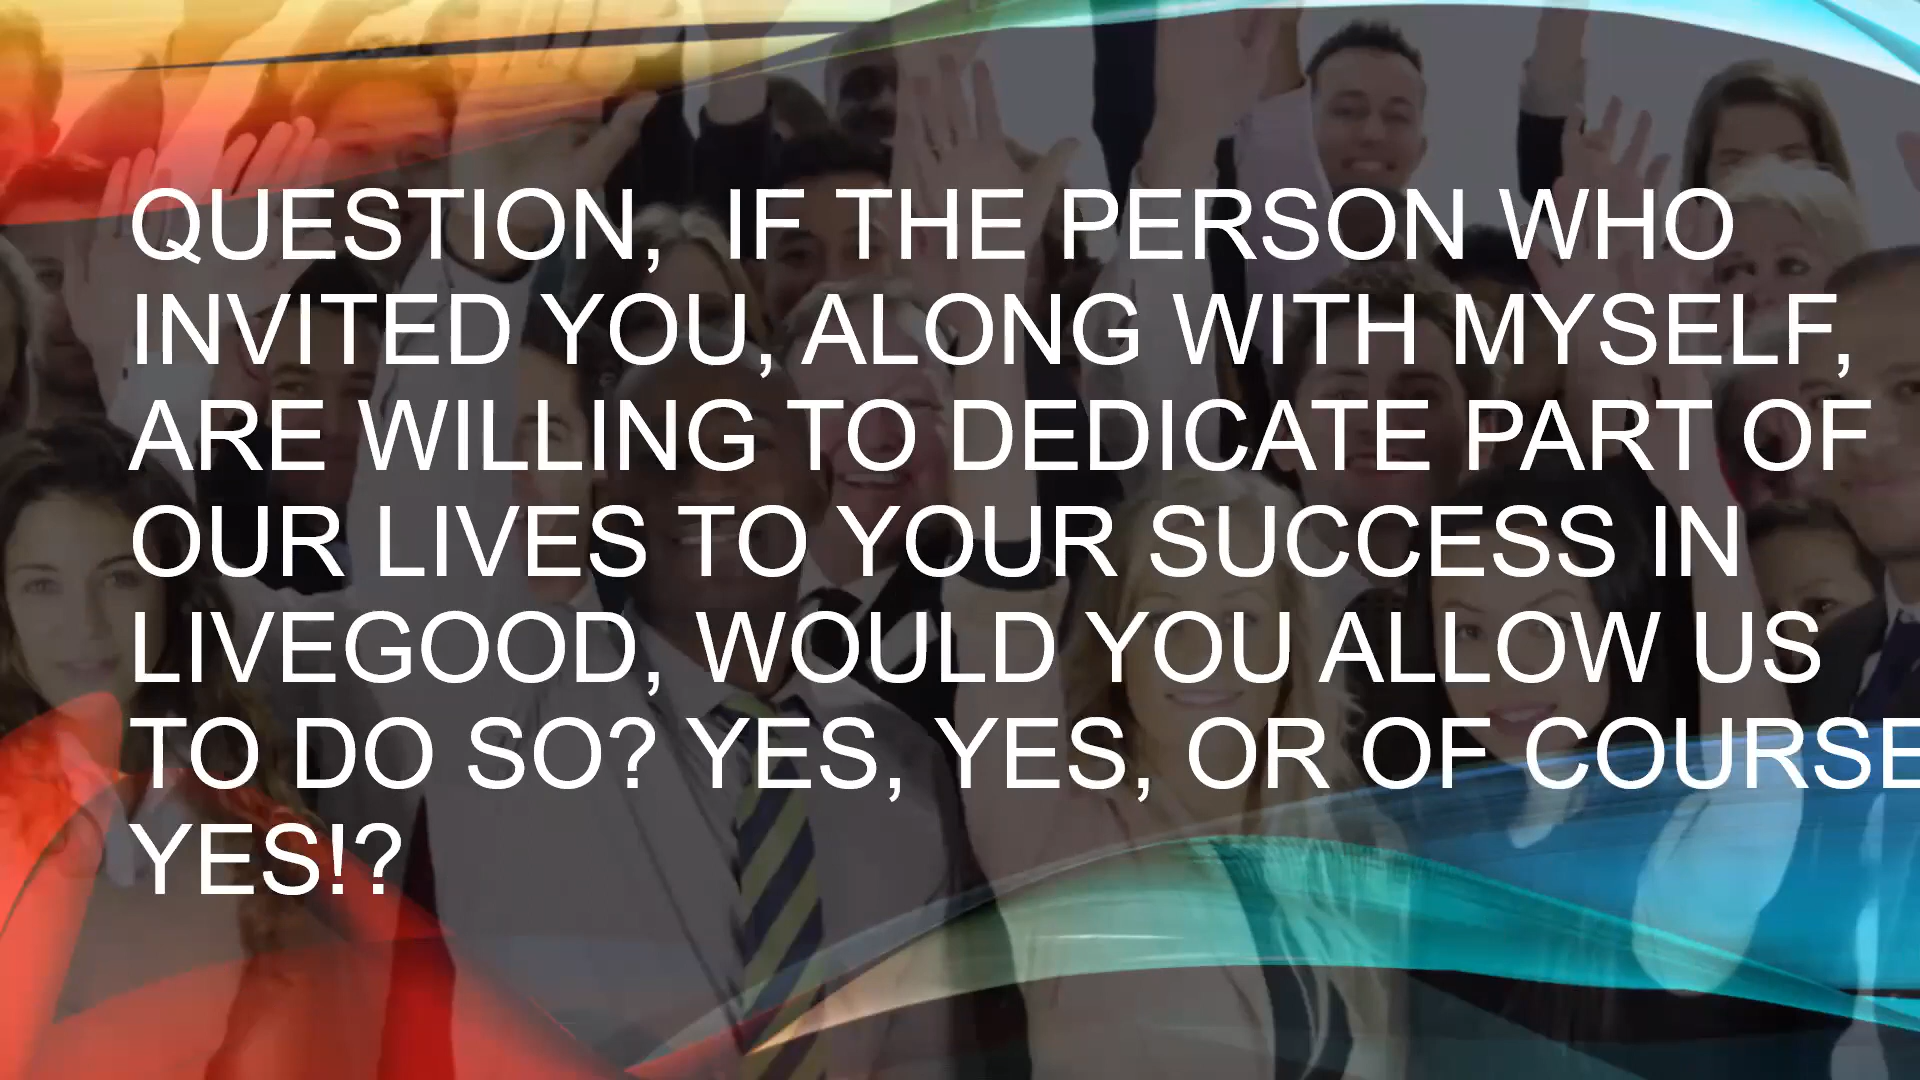 QUESTION, IF THE PERSON WHO
INVITED YOU, ALONG WITH MYSELF,
ARE WILLING TO DEDICATE PART OF
OUR LIVES TO YOUR SUCCESS IN
LIVEGOOD, WOULD YOU ALLOW US
TO DO SO? YES, YES, OR OF COURSE
YES!?